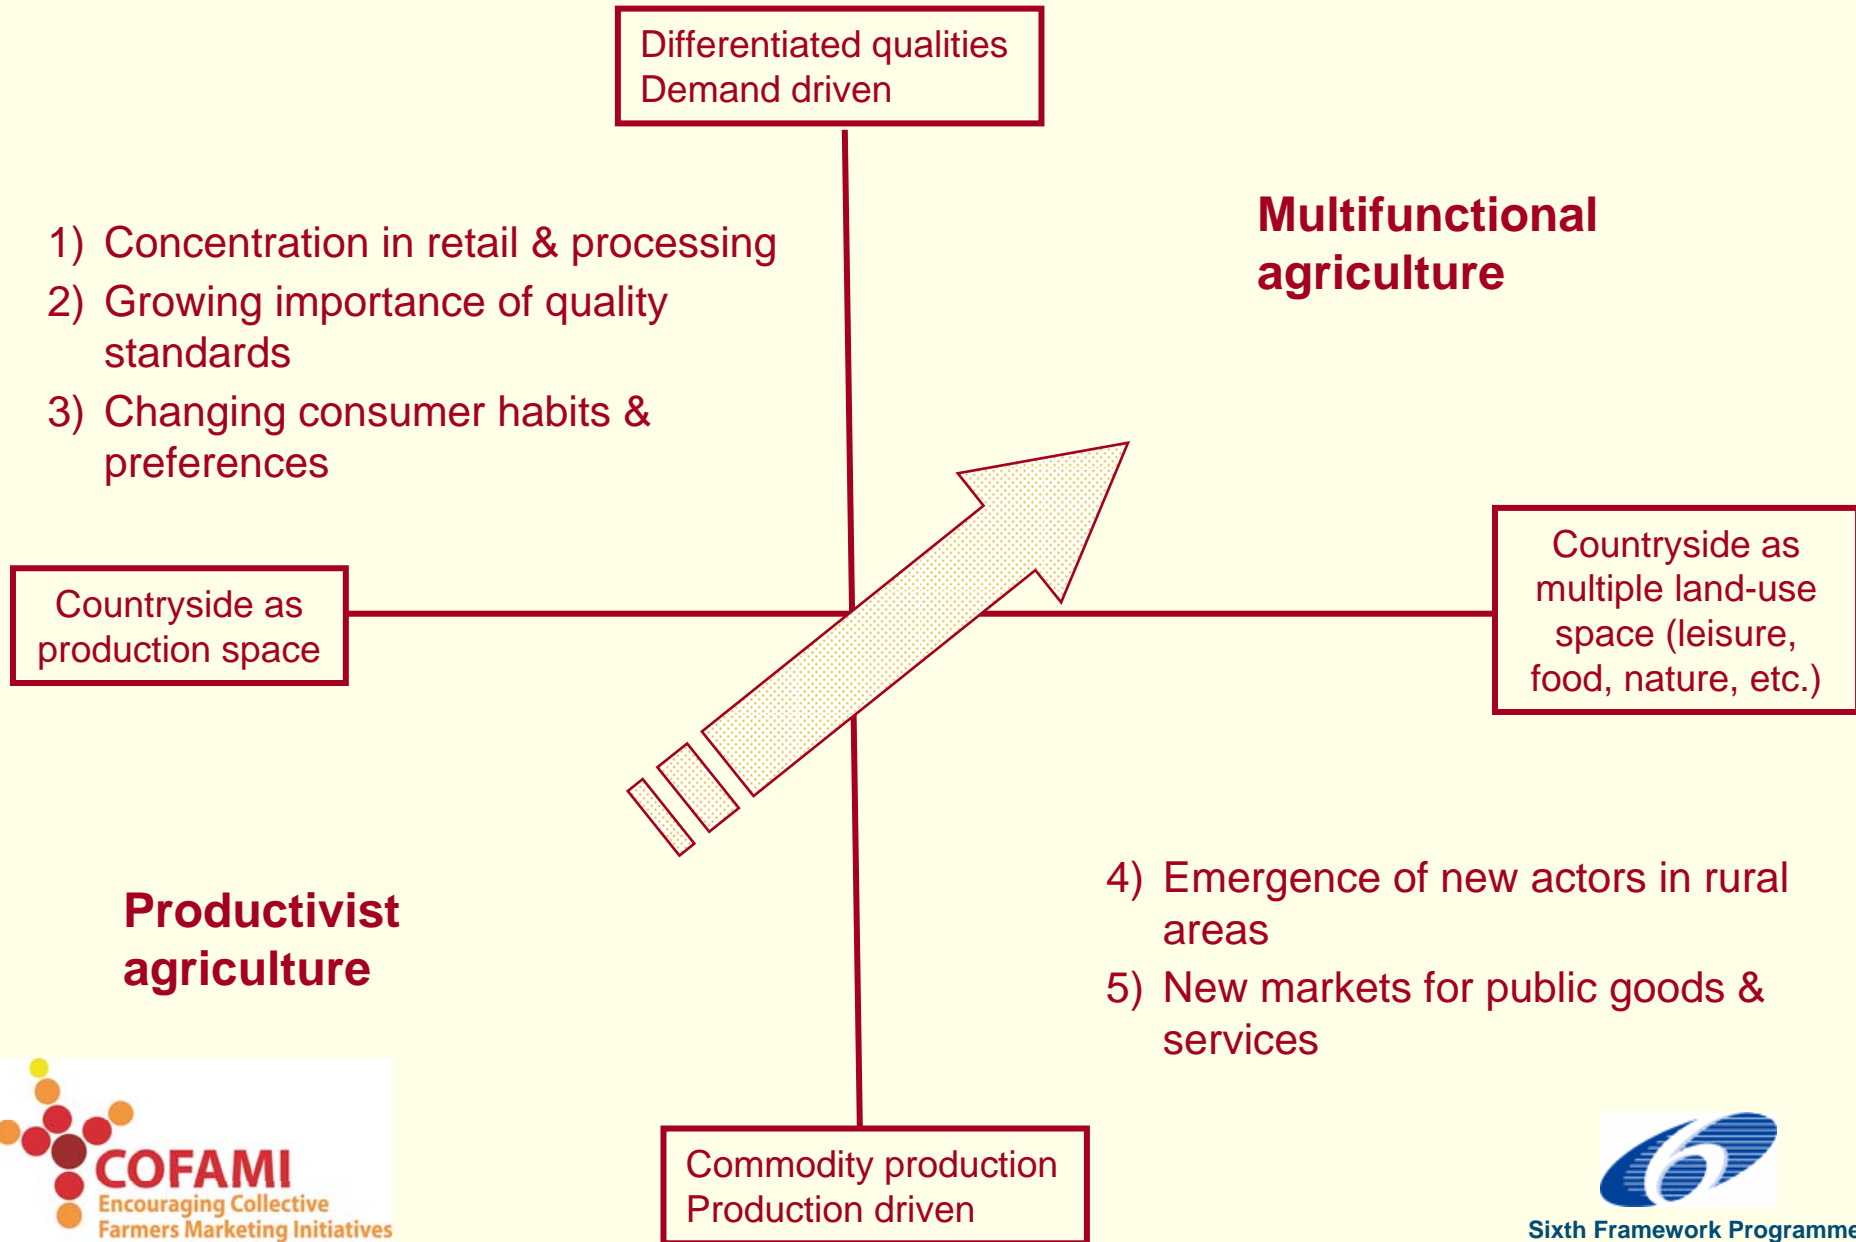 Differentiated qualities
Demand driven
1) Concentration in retail & processing
2) Growing importance of quality
standards
3) Changing consumer habits &
preferences
Multifunctional
agriculture
Countryside as
production space
Countryside as
multiple land-use
space (leisure,
food, nature, etc.)
Productivist
agriculture
4) Emergence of new actors in rural
areas
5) New markets for public goods &
services
Commodity production
Production driven
COFAMI
Encouraging Collective
Farmers Marketing Initiatives
6
Sixth Framework Programme